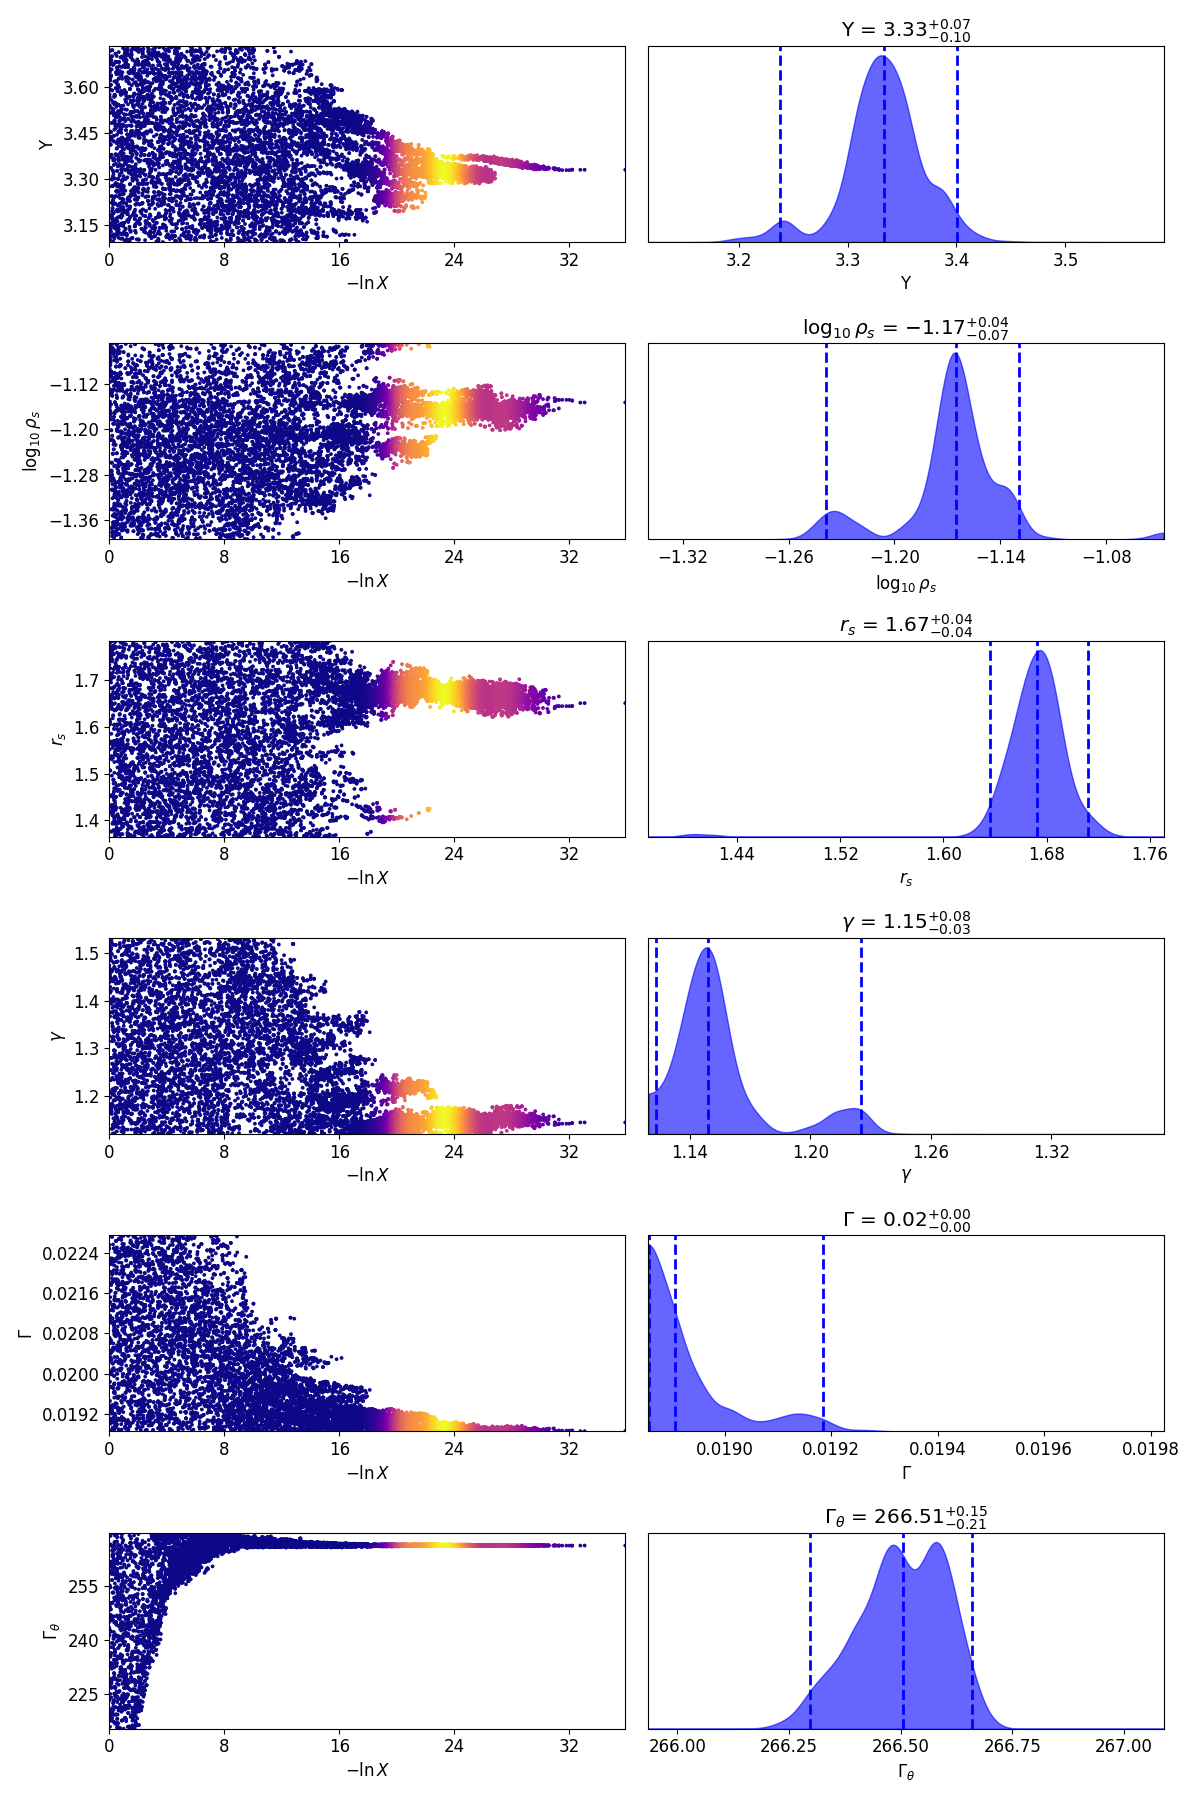 Y = 3.33+0.07−0.10
3.60
3.45
3.30
3.15
Y
0 8 16 24 32
−ln X
3.2 3.3 3.4 3.5
Y
log10 ρs = −1.17+0.04−0.07
−1.12
−1.20
−1.28
−1.36
log10 ρs
0 8 16 24 32
−ln X
−1.32 −1.26 −1.20 −1.14 −1.08
log10 ρs
rs = 1.67+0.04−0.04
1.7
1.6
1.5
1.4
rs
0 8 16 24 32
−ln X
1.44 1.52 1.60 1.68 1.76
rs
γ = 1.15+0.08−0.03
1.5
1.4
1.3
1.2
γ
0 8 16 24 32
−ln X
1.14 1.20 1.26 1.32
γ
Γ = 0.02+0.00−0.00
0.0224
0.0216
0.0208
0.0200
0.0192
Γ
0 8 16 24 32
−ln X
0.0190 0.0192 0.0194 0.0196 0.0198
Γ
Γθ = 266.51+0.15−0.21
255
240
225
Γθ
0 8 16 24 32
−ln X
266.00 266.25 266.50 266.75 267.00
Γθ